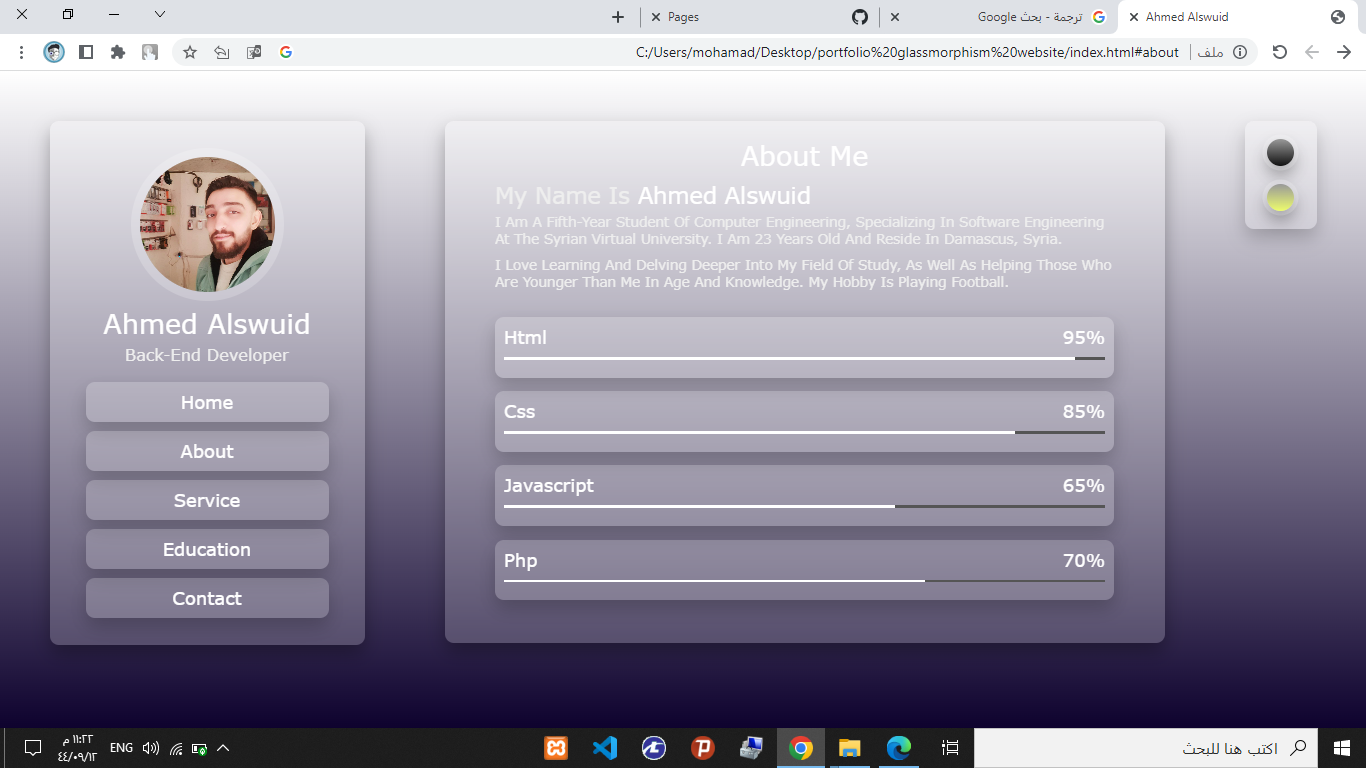 Pages
ترجمة - بحث Google
Ahmed Alswuid
C:/Users/mohamad/Desktop/portfolio%20glassmorphism%20website/index.html#about
ملف
Ahmed Alswuid
Back-End Developer
Home
About
Service
Education
Contact
About Me
My Name Is Ahmed Alswuid
I Am A Fifth-Year Student Of Computer Engineering, Specializing In Software Engineering
At The Syrian Virtual University. I Am 23 Years Old And Reside In Damascus, Syria.
I Love Learning And Delving Deeper Into My Field Of Study, As Well As Helping Those Who
Are Younger Than Me In Age And Knowledge. My Hobby Is Playing Football.
Html 95%
Css 85%
Javascript 65%
Php 70%
١١:٢٢ م
٤٤/٠٩/١٢
ENG
اكتب هنا للبحث